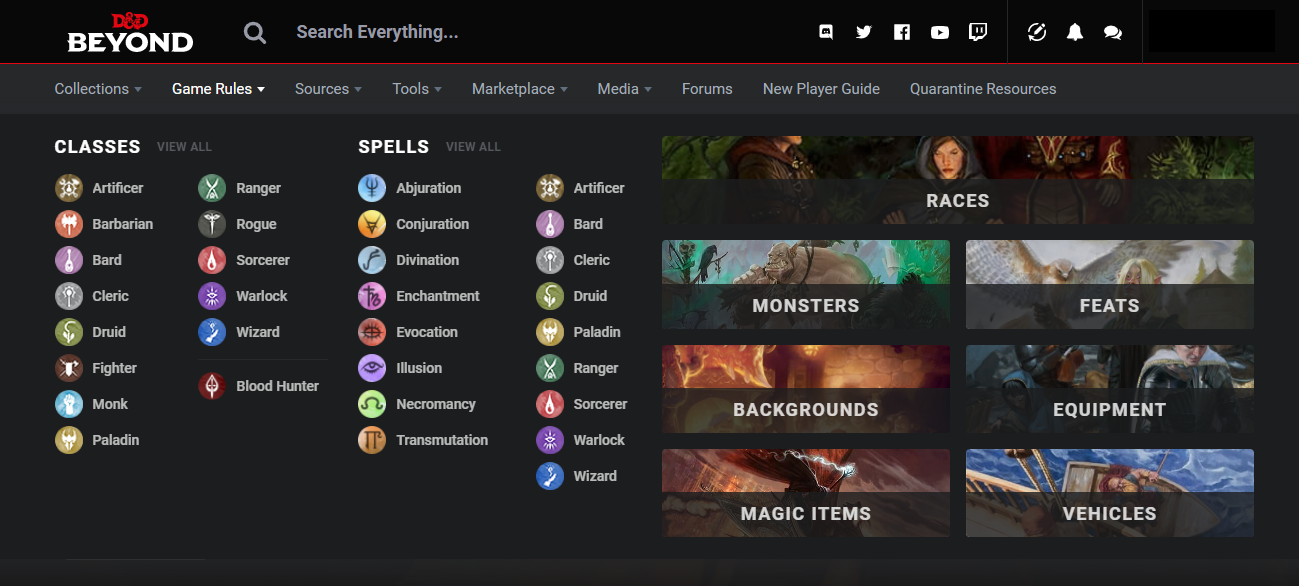 D&D
BEYOND
Search Everything...
Collections
Game Rules
Sources
Tools
Marketplace
Media
Forums
New Player Guide
Quarantine Resources
CLASSES
VIEW ALL
Artificer
Barbarian
Bard
Cleric
Druid
Fighter
Monk
Paladin
Ranger
Rogue
Sorcerer
Warlock
Wizard
Blood Hunter
SPELLS
VIEW ALL
Abjuration
Conjuration
Divination
Enchantment
Evocation
Illusion
Necromancy
Transmutation
Artificer
Bard
Cleric
Druid
Paladin
Ranger
Sorcerer
Warlock
Wizard
RACES
MONSTERS
FEATS
BACKGROUNDS
EQUIPMENT
MAGIC ITEMS
VEHICLES